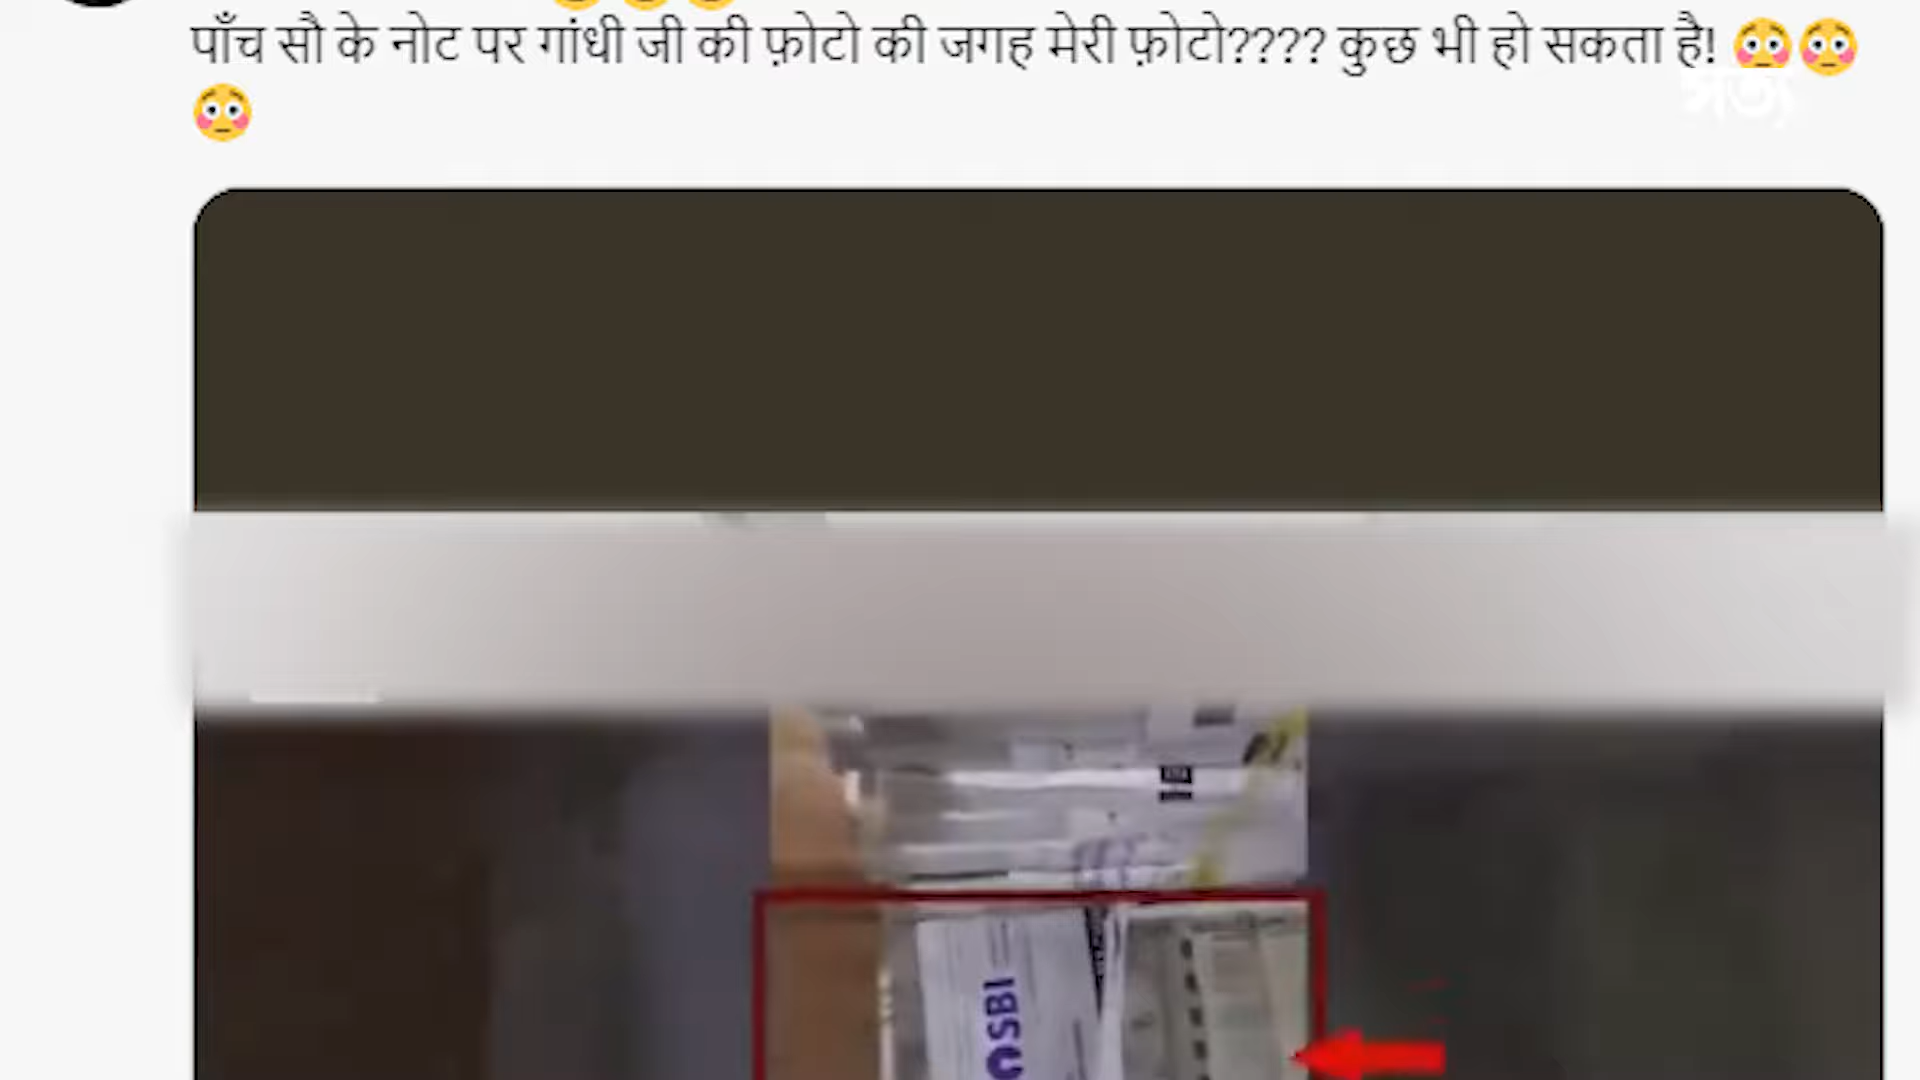 पाँच सौ के नोट पर गांधी जी की फ़ोटो की जगह मेरी फ़ोटो???? कुछ भी हो सकता है! 😳😳
😳
SBI